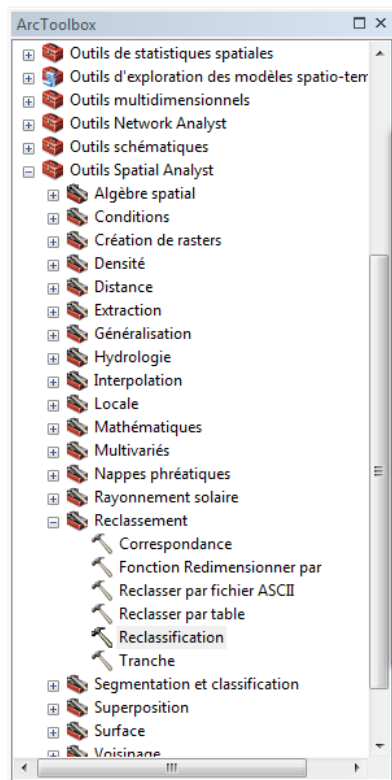 ArcToolbox
Outils de statistiques spatiales
Outils d'exploration des modèles spatio-tem
Outils multidimensionnels
Outils Network Analyst
Outils schématiques
Outils Spatial Analyst
Algèbre spatial
Conditions
Création de rasters
Densité
Distance
Extraction
Généralisation
Hydrologie
Interpolation
Locale
Mathématiques
Multivariés
Nappes phréatiques
Rayonnement solaire
Reclassement
Correspondance
Fonction Redimensionner par
Reclasser par fichier ASCII
Reclasser par table
Reclassification
Tranche
Segmentation et classification
Superposition
Surface
Voisinage